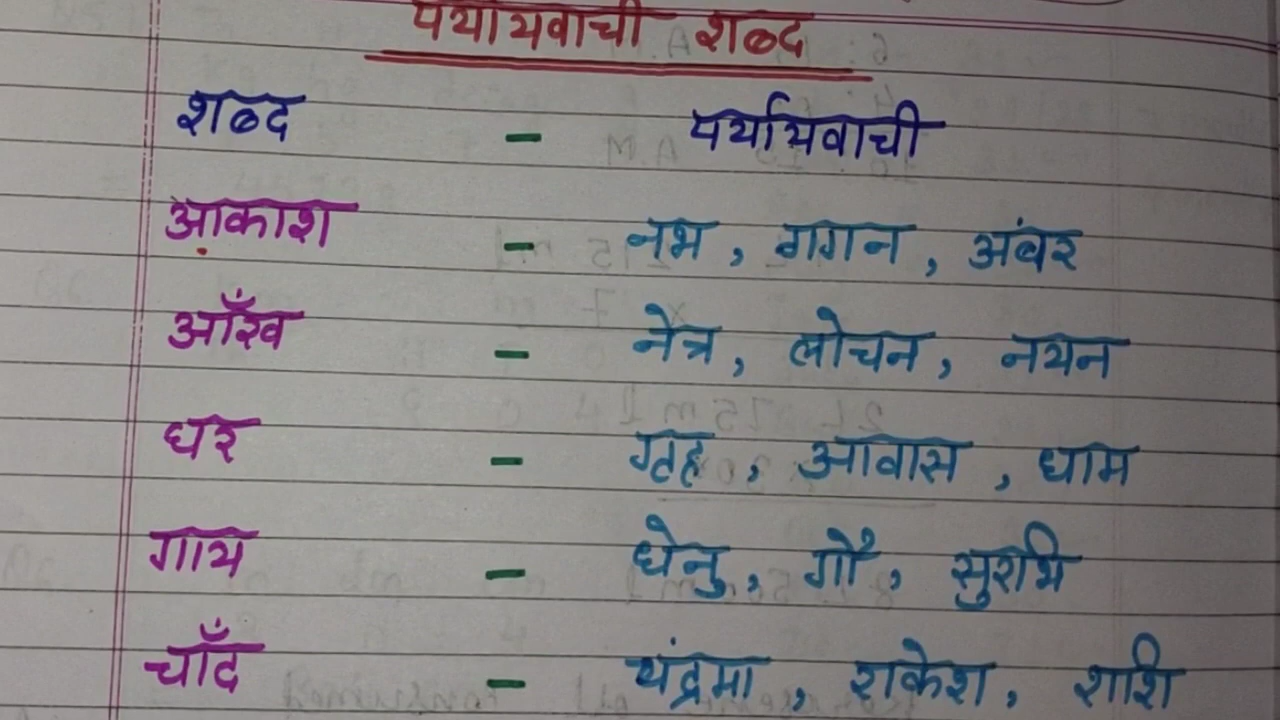 पर्यायवाची शब्द
शब्द - पर्यायवाची
आकाश - नभ, गगन, अंबर
आँख - नेत्र, लोचन, नयन
घर - गृह, आवास, धाम
गाय - धेनु, गौ, सुरभि
चाँद - चंद्रमा, राकेश, शशि